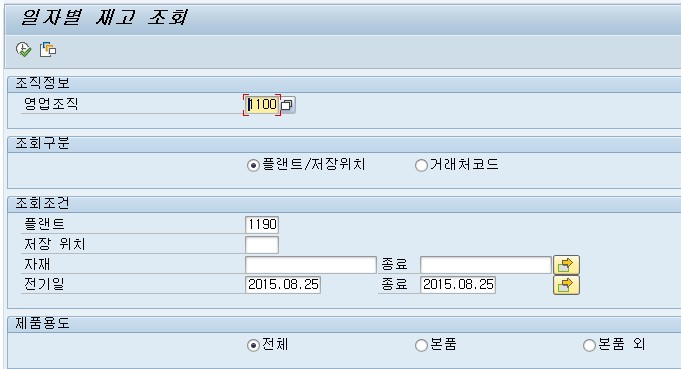 일자별 재고 조회
조직정보
영업조직 1100
조회구분
플랜트/저장위치 거래처코드
조회조건
플랜트 1190
저장 위치
자재 종료
전기일 2015.08.25 종료 2015.08.25
제품용도
전체 본품 본품 외